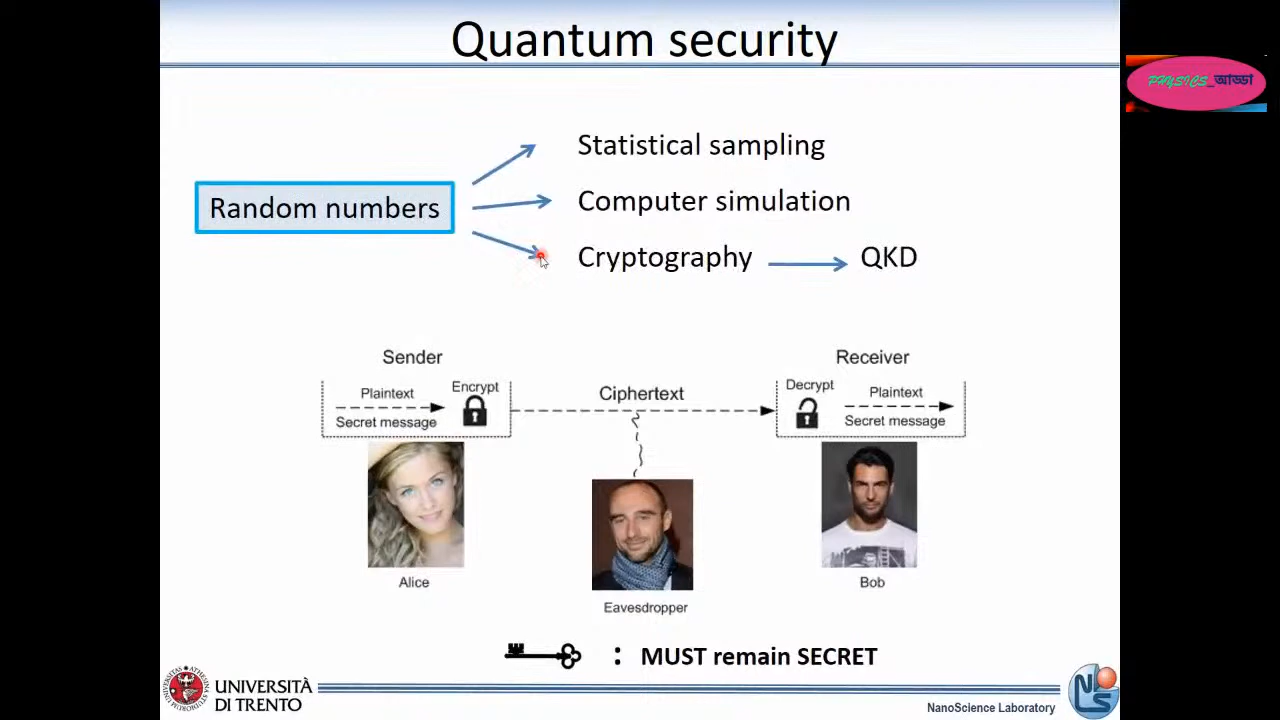 Quantum security
PHYSICS_আড্ডা
Statistical sampling
Random numbers
Computer simulation
Cryptography
QKD
Sender
Receiver
Plaintext
Encrypt
Secret message
Ciphertext
Decrypt
Plaintext
Secret message
Alice
Eavesdropper
Bob
: MUST remain SECRET
UNIVERSITÀ
DI TRENTO
NanoScience Laboratory